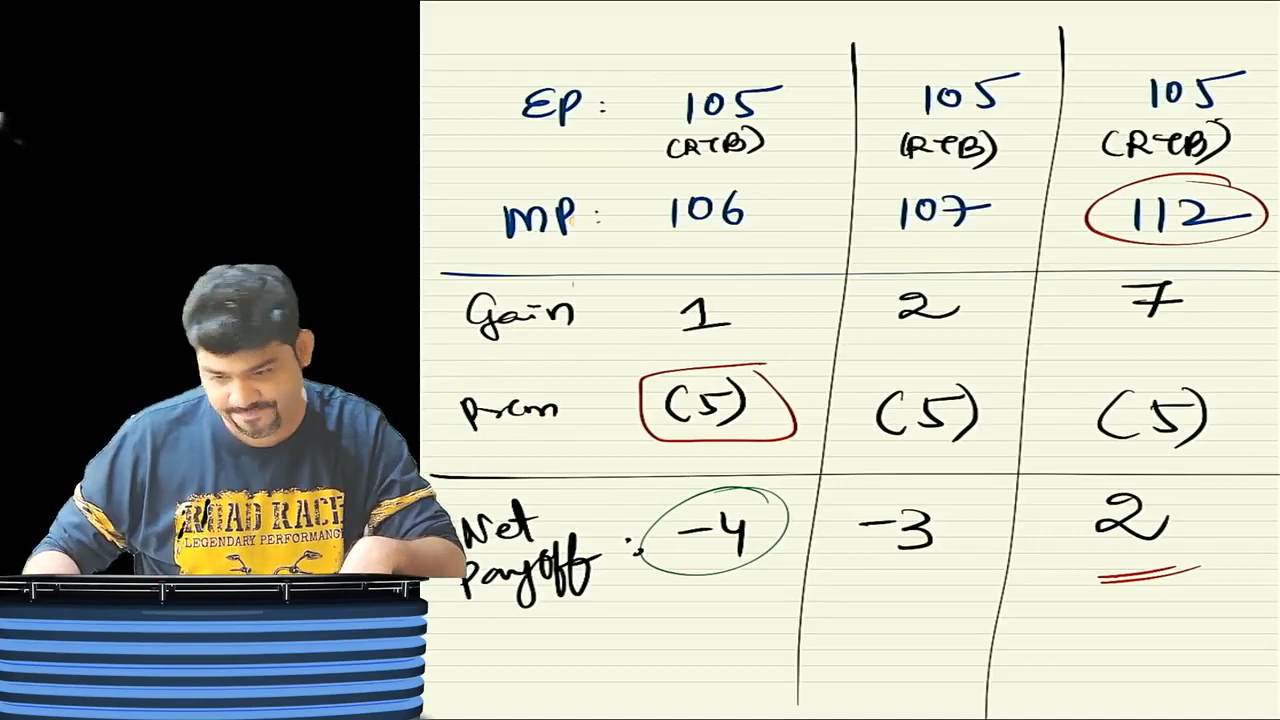 EP: 105 105 105
(RTB) (RTB) (RTB)
MP: 106 107 112
Gain 1 2 7
Prem (5) (5) (5)
Net
Payoff : -4 -3 2
ROAD RACE
LEGENDARY PERFORMANC